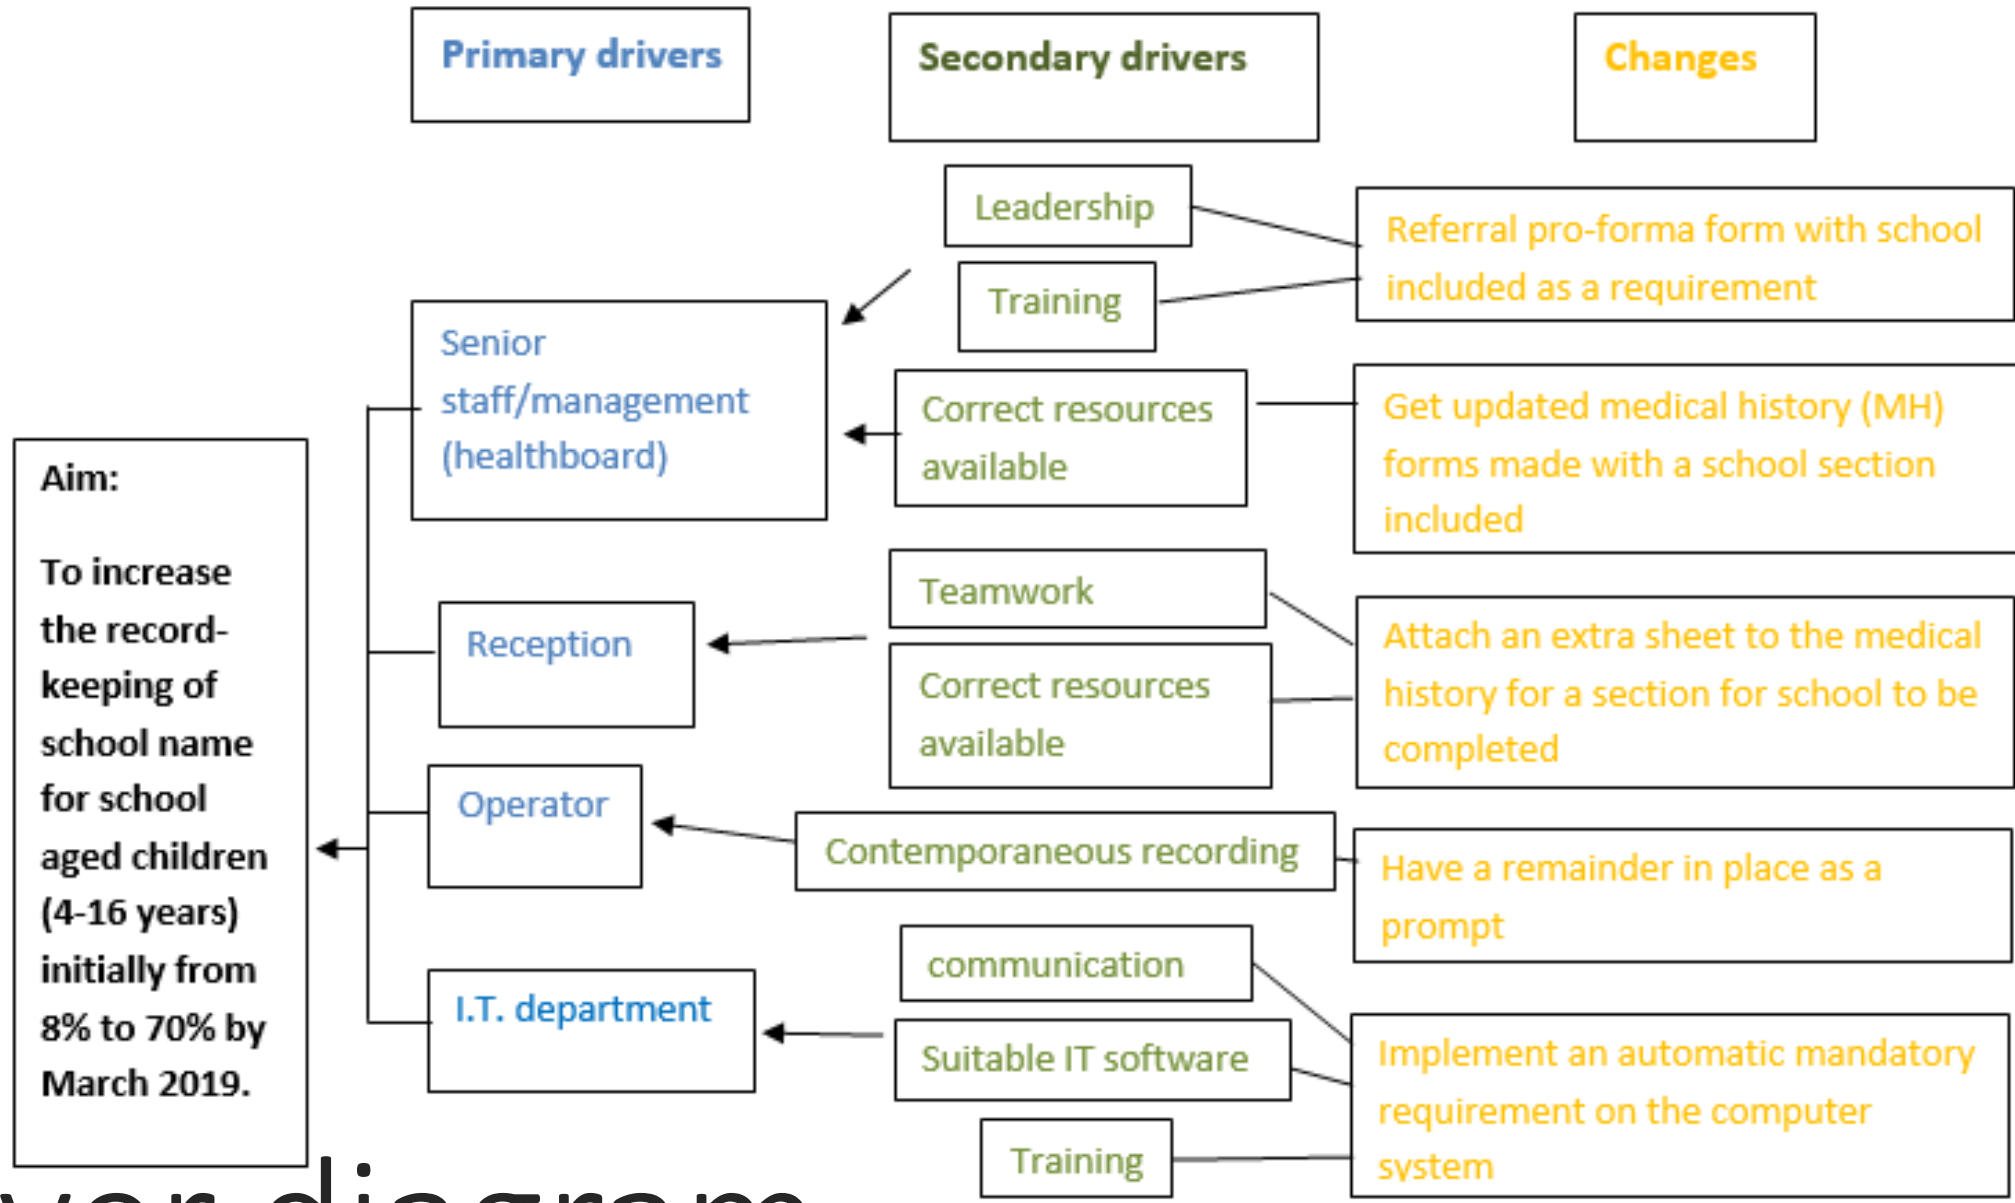 Primary drivers
Secondary drivers
Changes
Leadership
Training
Referral pro-forma form with school
included as a requirement
Senior
staff/management
(healthboard)
Correct resources
available
Get updated medical history (MH)
forms made with a school section
included
Aim:
To increase
the record-
keeping of
school name
for school
aged children
(4-16 years)
initially from
8% to 70% by
March 2019.
Reception
Teamwork
Correct resources
available
Attach an extra sheet to the medical
history for a section for school to be
completed
Operator
Contemporaneous recording
Have a remainder in place as a
prompt
I.T. department
communication
Suitable IT software
Training
Implement an automatic mandatory
requirement on the computer
system
diagram